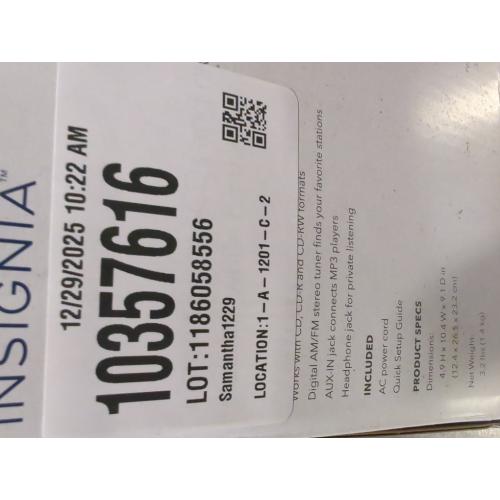 INSIGNIA™
12/29/2025 10:22 AM
10357616
LOT:1186058556
Samantha1229
LOCATION:1-A-1201-C-2
Works with CD, CD-R and CD-RW formats
Digital AM/FM stereo tuner finds your favorite stations
AUX-IN jack connects MP3 players
Headphone jack for private listening
INCLUDED
AC power cord
Quick Setup Guide
PRODUCT SPECS
Dimensions:
4.9 H x 10.4 W x 9.1 D in
(12.4 x 26.5 x 23.2 cm)
Net Weight:
3.2 lbs (1.4 kg)